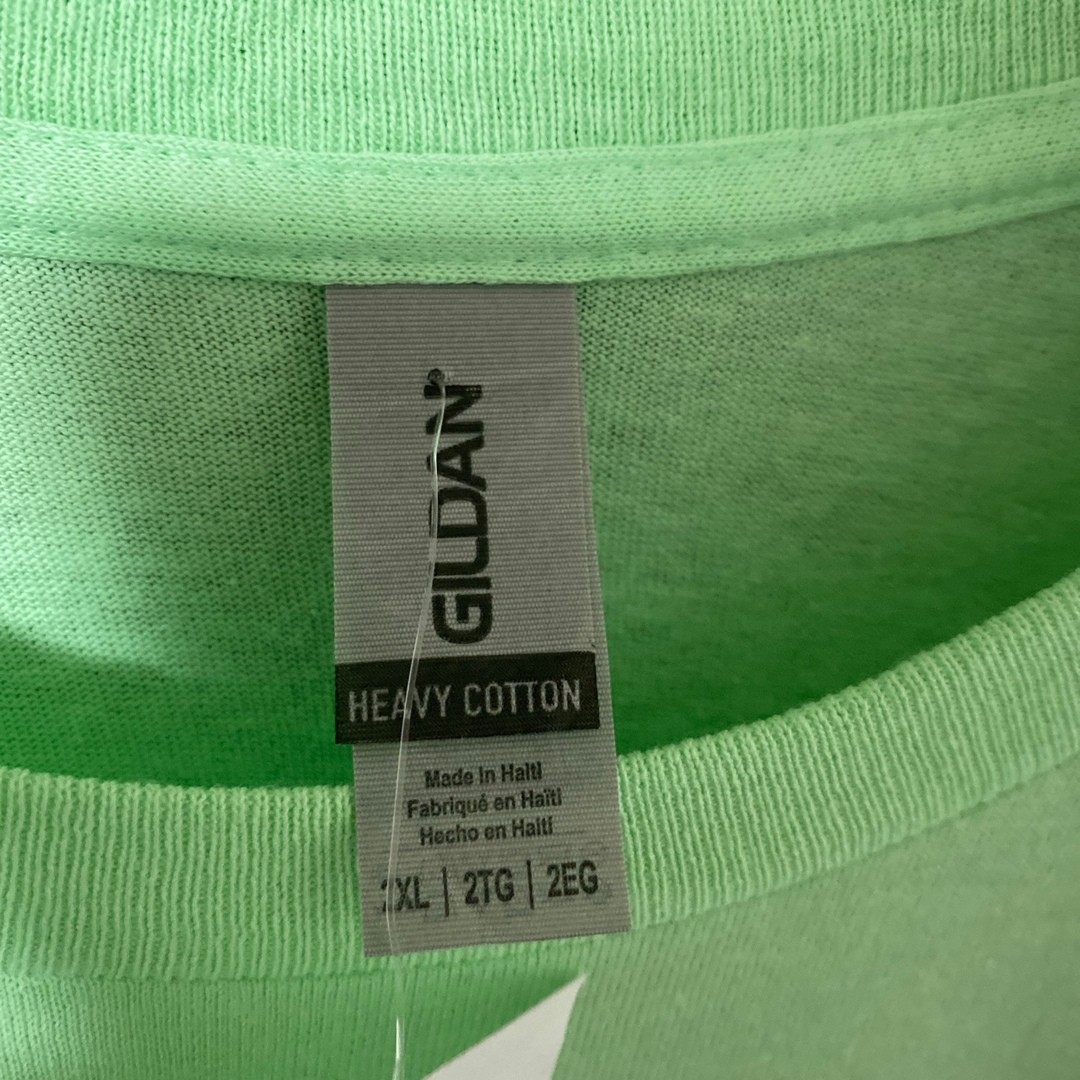 GILDAN®
HEAVY COTTON
Made in Haiti
Fabriqué en Haïti
Hecho en Haití
2XL | 2TG | 2EG